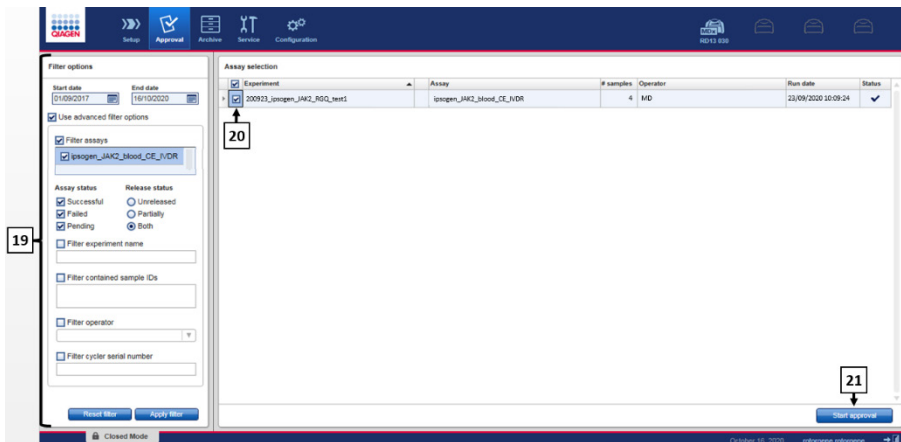 QIAGEN
Setup Approval Archive Service Configuration
MDx
RD13 030
Filter options
Start date End date
01/09/2017 16/10/2020
Use advanced filter options
Filter assays
ipsogen_JAK2_blood_CE_IVDR
Assay status Release status
Successful Unreleased
Failed Partially
Pending Both
Filter experiment name
Filter contained sample IDs
Filter operator
Filter cycler serial number
Reset filter Apply filter
19
Assay selection
Experiment Assay # samples Operator Run date Status
200923_ipsogen_JAK2_RGQ_test1 ipsogen_JAK2_blood_CE_IVDR 4 MD 23/09/2020 10:09:24
20
21
Start approval
Closed Mode October 16, 2020 rotorgene rotorgene